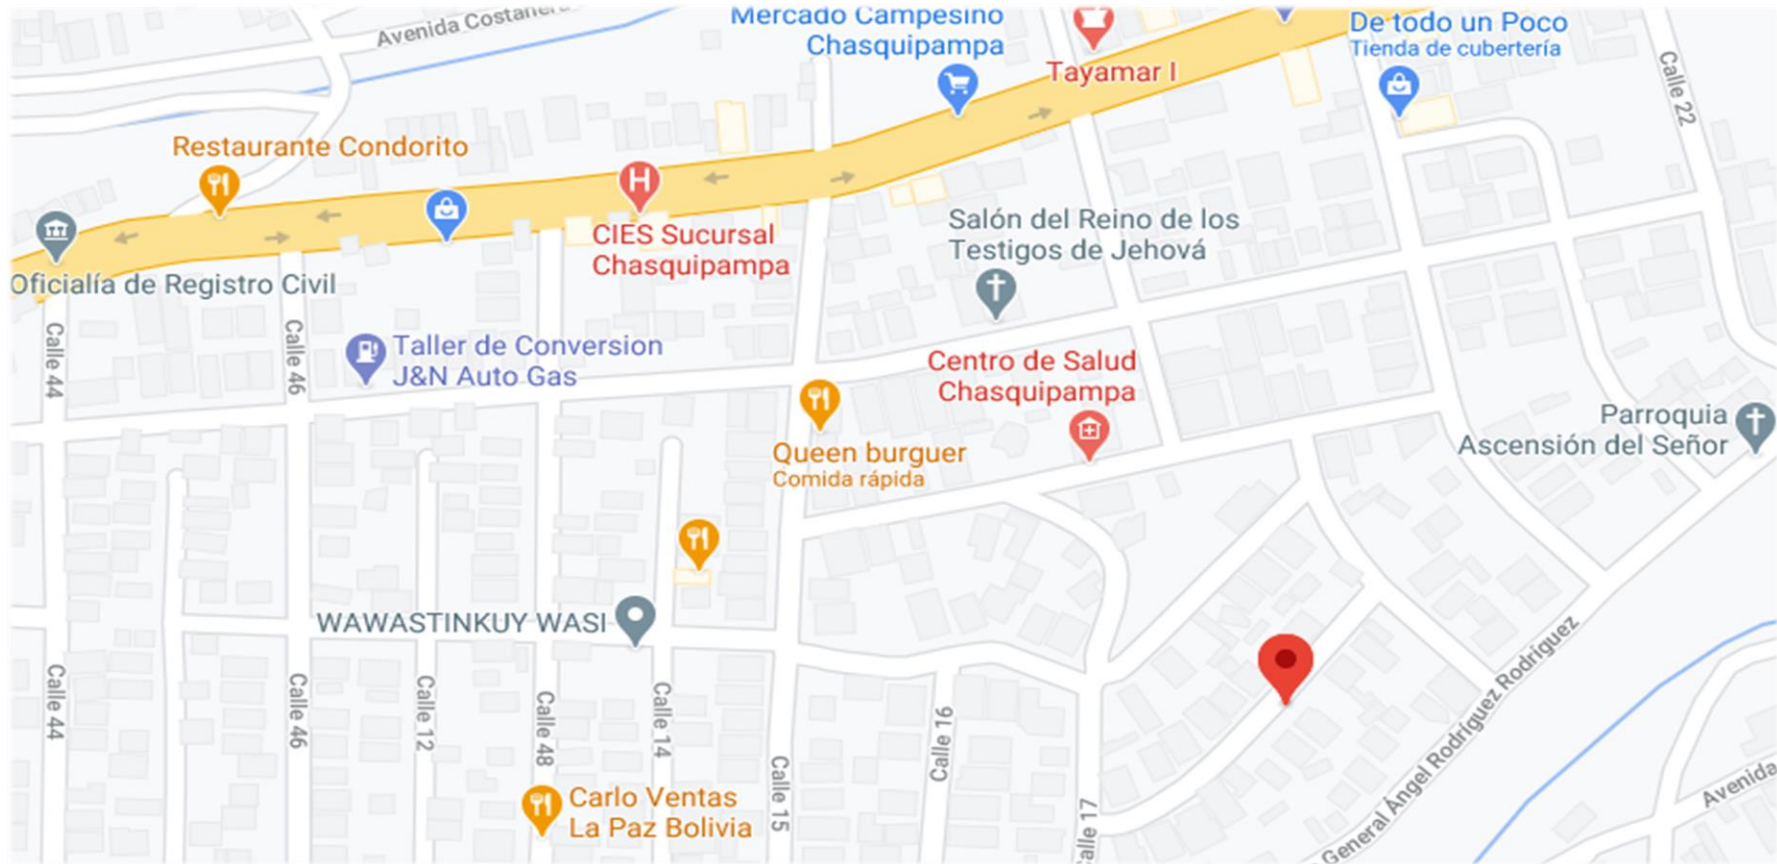 Avenida Costaner
Mercado Campesino
Chasquipampa
De todo un Poco
Tienda de cubertería
Tayamar I
Calle 22
Restaurante Condorito
H
CIES Sucursal
Chasquipampa
Salón del Reino de los
Testigos de Jehová
Oficialía de Registro Civil
Calle 44
Calle 46
Taller de Conversion
J&N Auto Gas
Centro de Salud
Chasquipampa
Parroquia
Ascensión del Señor
Queen burguer
Comida rápida
WAWASTINKUY WASI
Calle 44
Calle 46
Calle 12
Calle 48
Calle 14
Calle 15
Calle 16
Calle 17
General Ángel Rodríguez Rodríguez
Avenida
Carlo Ventas
La Paz Bolivia